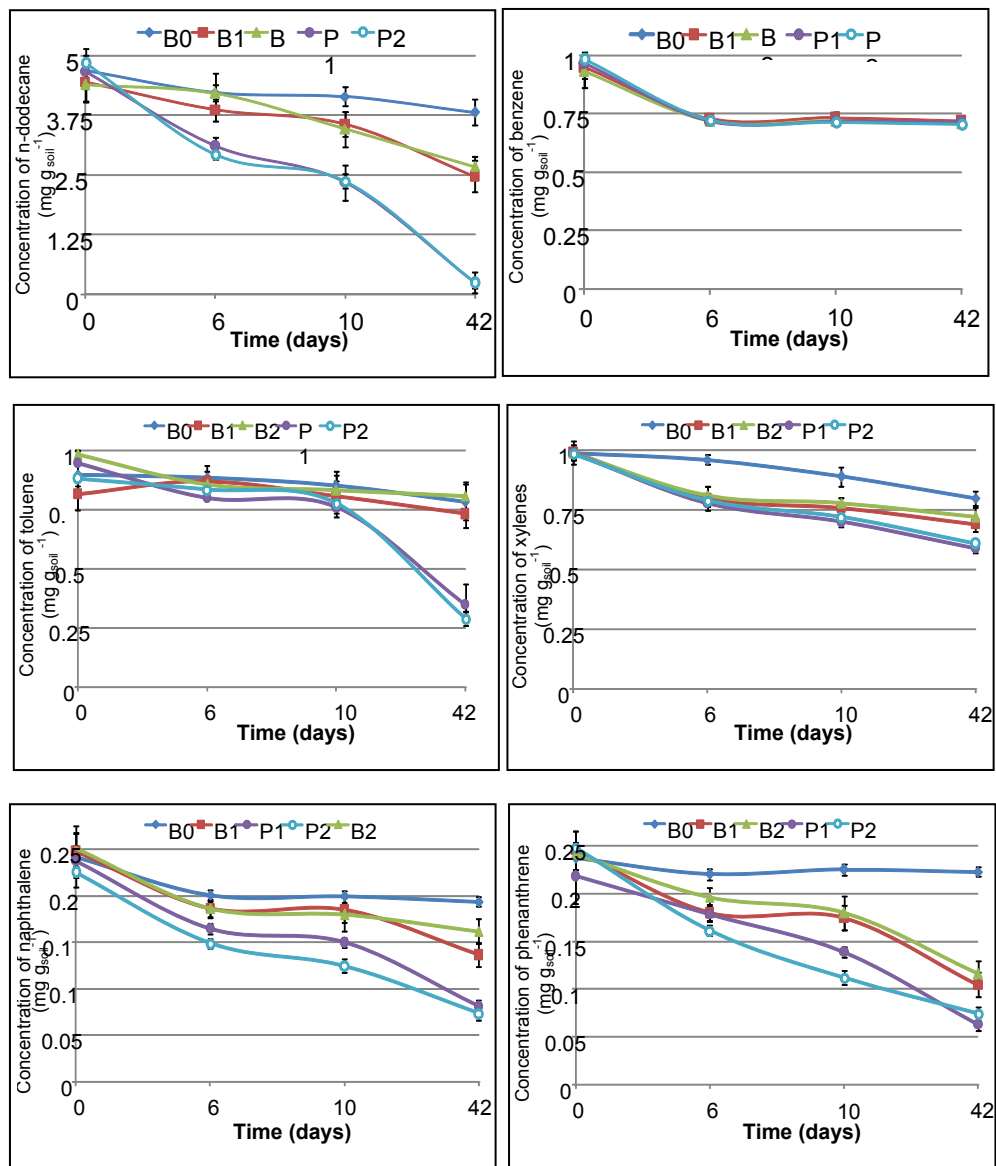 B0 B1 B P P2
1
5
3.75
2.5
1.25
0
0 6 10 42
Time (days)
Concentration of n-dodecane
(mg gsoil-1)
B0 B1 B P1 P
1
0.75
0.5
0.25
0
0 6 10 42
Time (days)
Concentration of benzene
(mg gsoil-1)
B0 B1 B2 P P2
1
1
0.
0.5
0.25
0
0 6 10 42
Time (days)
Concentration of toluene
(mg gsoil-1)
B0 B1 B2 P1 P2
1
0.75
0.5
0.25
0
0 6 10 42
Time (days)
Concentration of xylenes
(mg gsoil-1)
B0 B1 P1 P2 B2
0.25
0.2
0.1
0.1
0.05
0
0 6 10 42
Time (days)
Concentration of naphthalene
(mg gsoil-1)
B0 B1 B2 P1 P2
0.25
0.2
0.15
0.1
0.05
0
0 6 10 42
Time (days)
Concentration of phenanthrene
(mg gsoil-1)